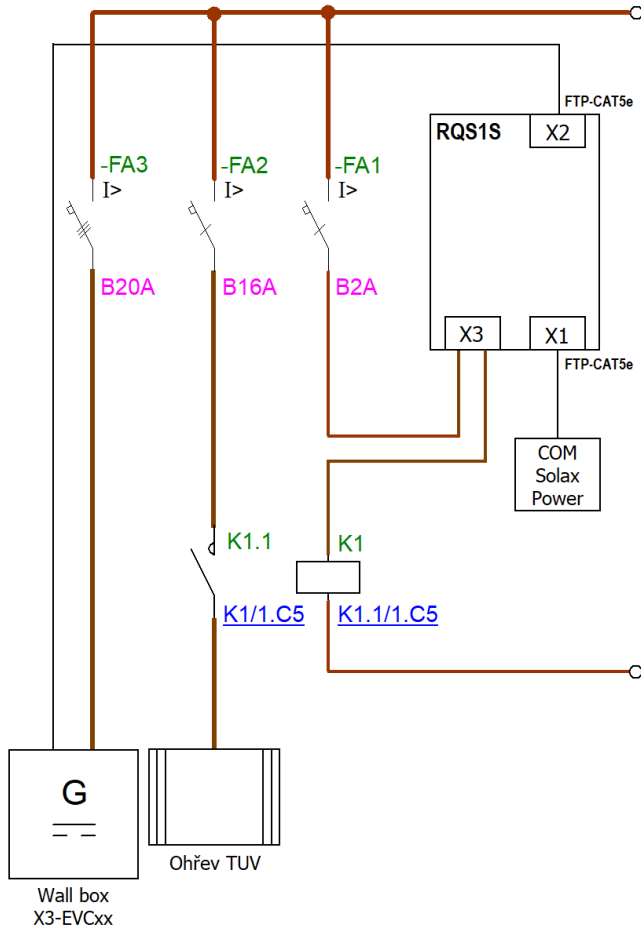 FTP-CAT5e
RQS1S
X2
-FA3
-FA2
-FA1
I>
I>
I>
B20A
B16A
B2A
X3
X1
FTP-CAT5e
COM
Solax
Power
K1.1
K1
K1/1.C5
K1.1/1.C5
G
Ohřev TUV
Wall box
X3-EVCxx